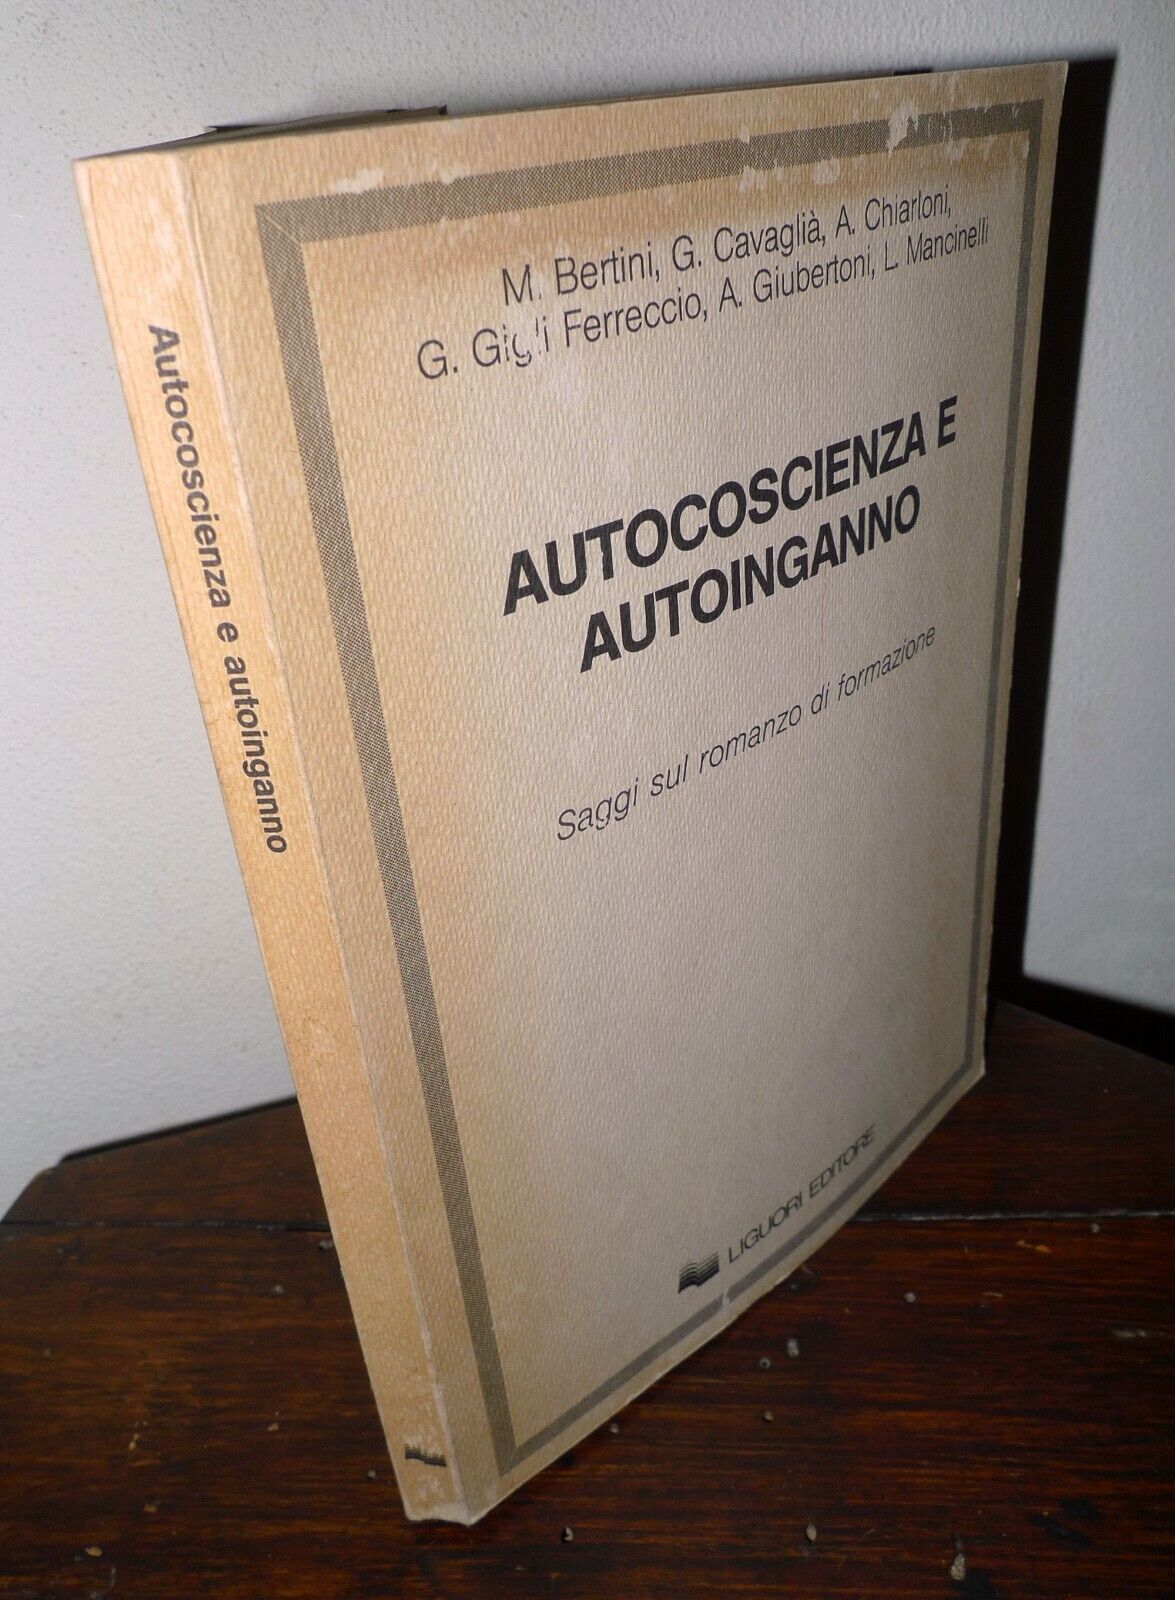 M. Bertini, G. Cavaglià, A. Chiarloni,
G. Gigli Ferreccio, A. Giubertoni, L. Mancinelli
AUTOCOSCIENZA E
AUTOINGANNO
Saggi sul romanzo di formazione
LIGUORI EDITORE
Autocoscienza e autoinganno